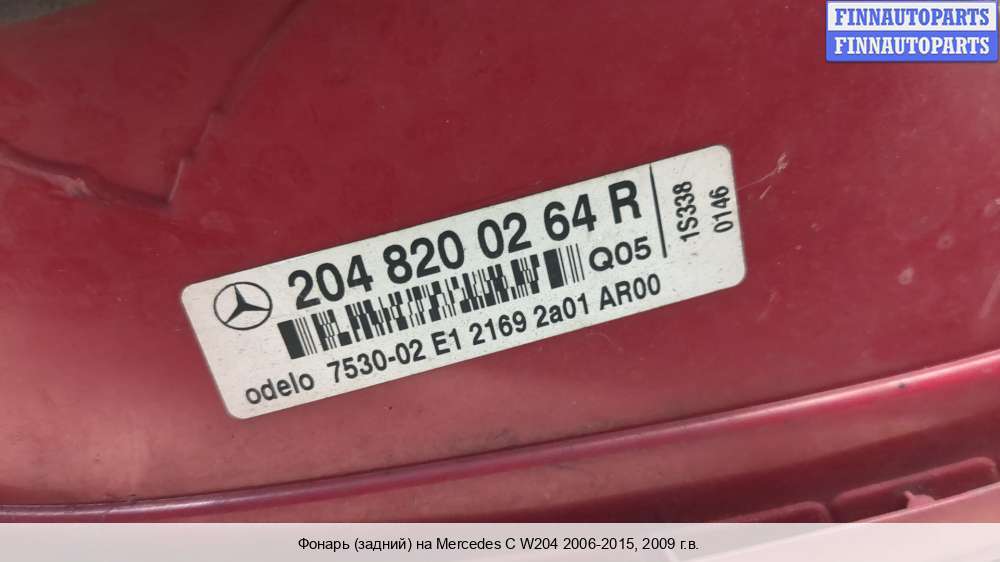 FINNAUTOPARTS
FINNAUTOPARTS
204 820 02 64 R
Q05
1S338
0146
odelo 7530-02 E1 2169 2a01 AR00
Фонарь (задний) на Mercedes C W204 2006-2015, 2009 г.в.